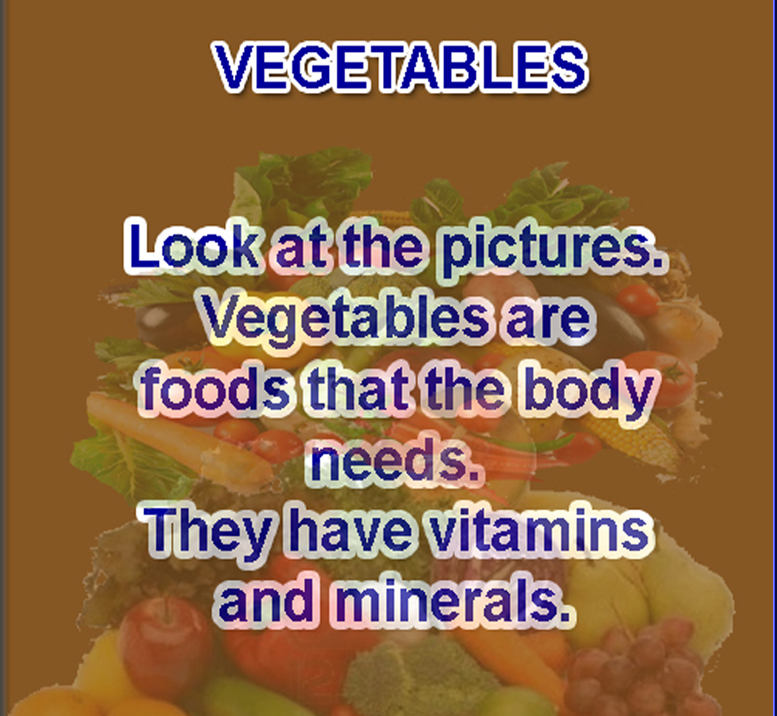 VEGETABLES
Look at the pictures.
Vegetables are
foods that the body
needs.
They have vitamins
and minerals.